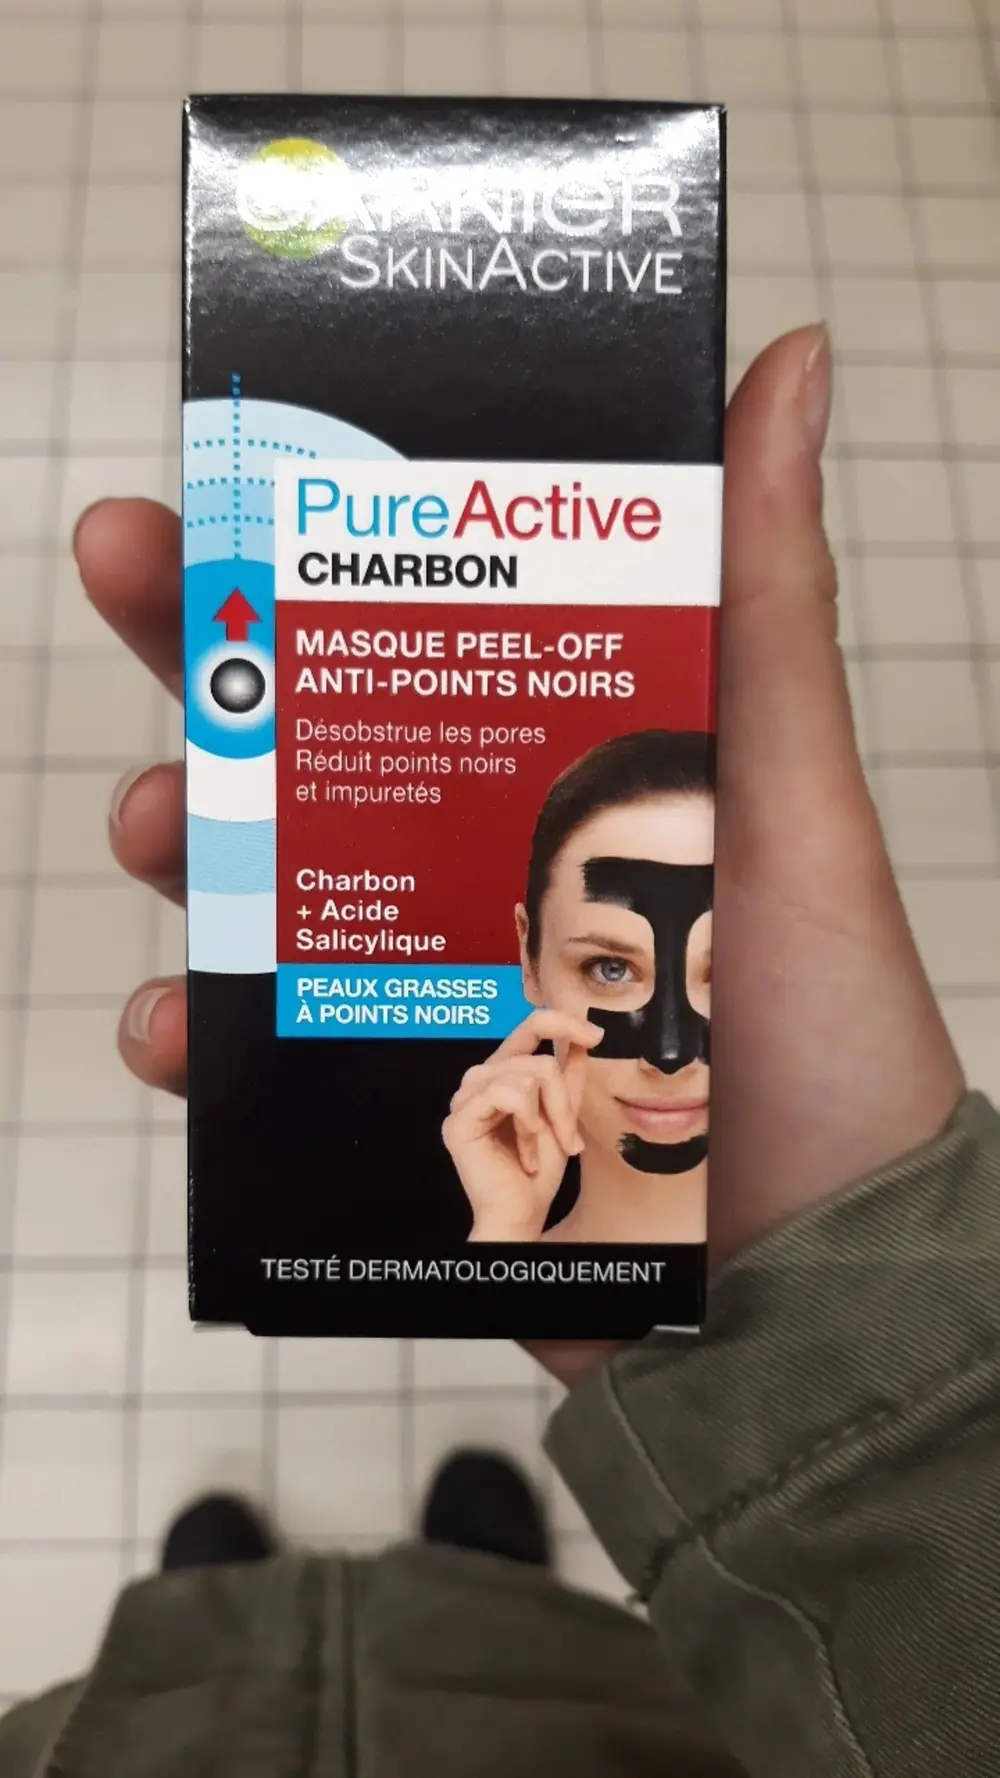 GARNIER
SKINACTIVE
PureActive
CHARBON
MASQUE PEEL-OFF
ANTI-POINTS NOIRS
Désobstrue les pores
Réduit points noirs
et impuretés
Charbon
+ Acide
Salicylique
PEAUX GRASSES
À POINTS NOIRS
TESTÉ DERMATOLOGIQUEMENT